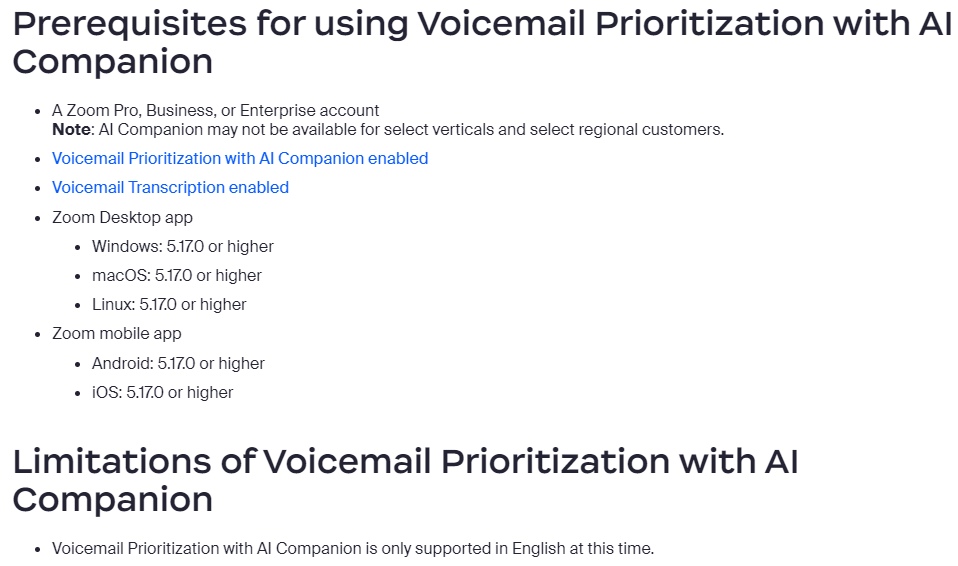 Prerequisites for using Voicemail Prioritization with AI
Companion
A Zoom Pro, Business, or Enterprise account
Note: AI Companion may not be available for select verticals and select regional customers.
Voicemail Prioritization with AI Companion enabled
Voicemail Transcription enabled
Zoom Desktop app
Windows: 5.17.0 or higher
macOS: 5.17.0 or higher
Linux: 5.17.0 or higher
Zoom mobile app
Android: 5.17.0 or higher
iOS: 5.17.0 or higher
Limitations of Voicemail Prioritization with AI
Companion
Voicemail Prioritization with AI Companion is only supported in English at this time.